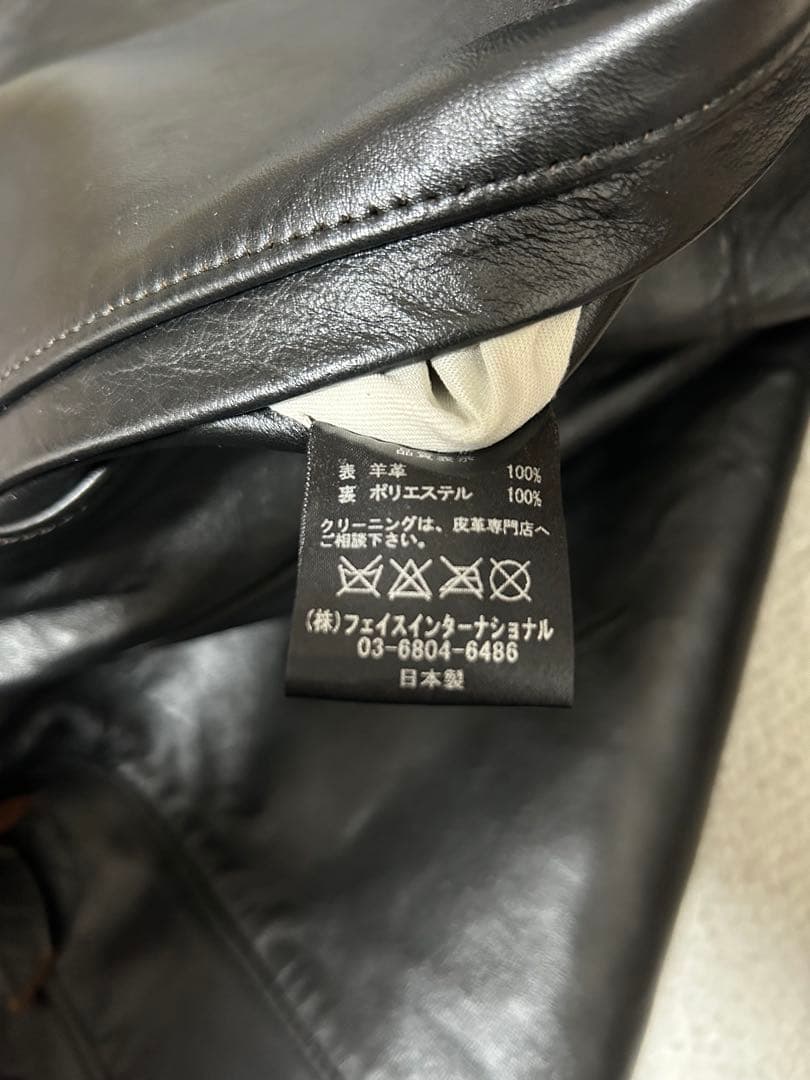 表 羊革 100%
裏 ポリエステル 100%
クリーニングは、皮革専門店へ
ご相談下さい。
(株)フェイスインターナショナル
03-6804-6486
日本製